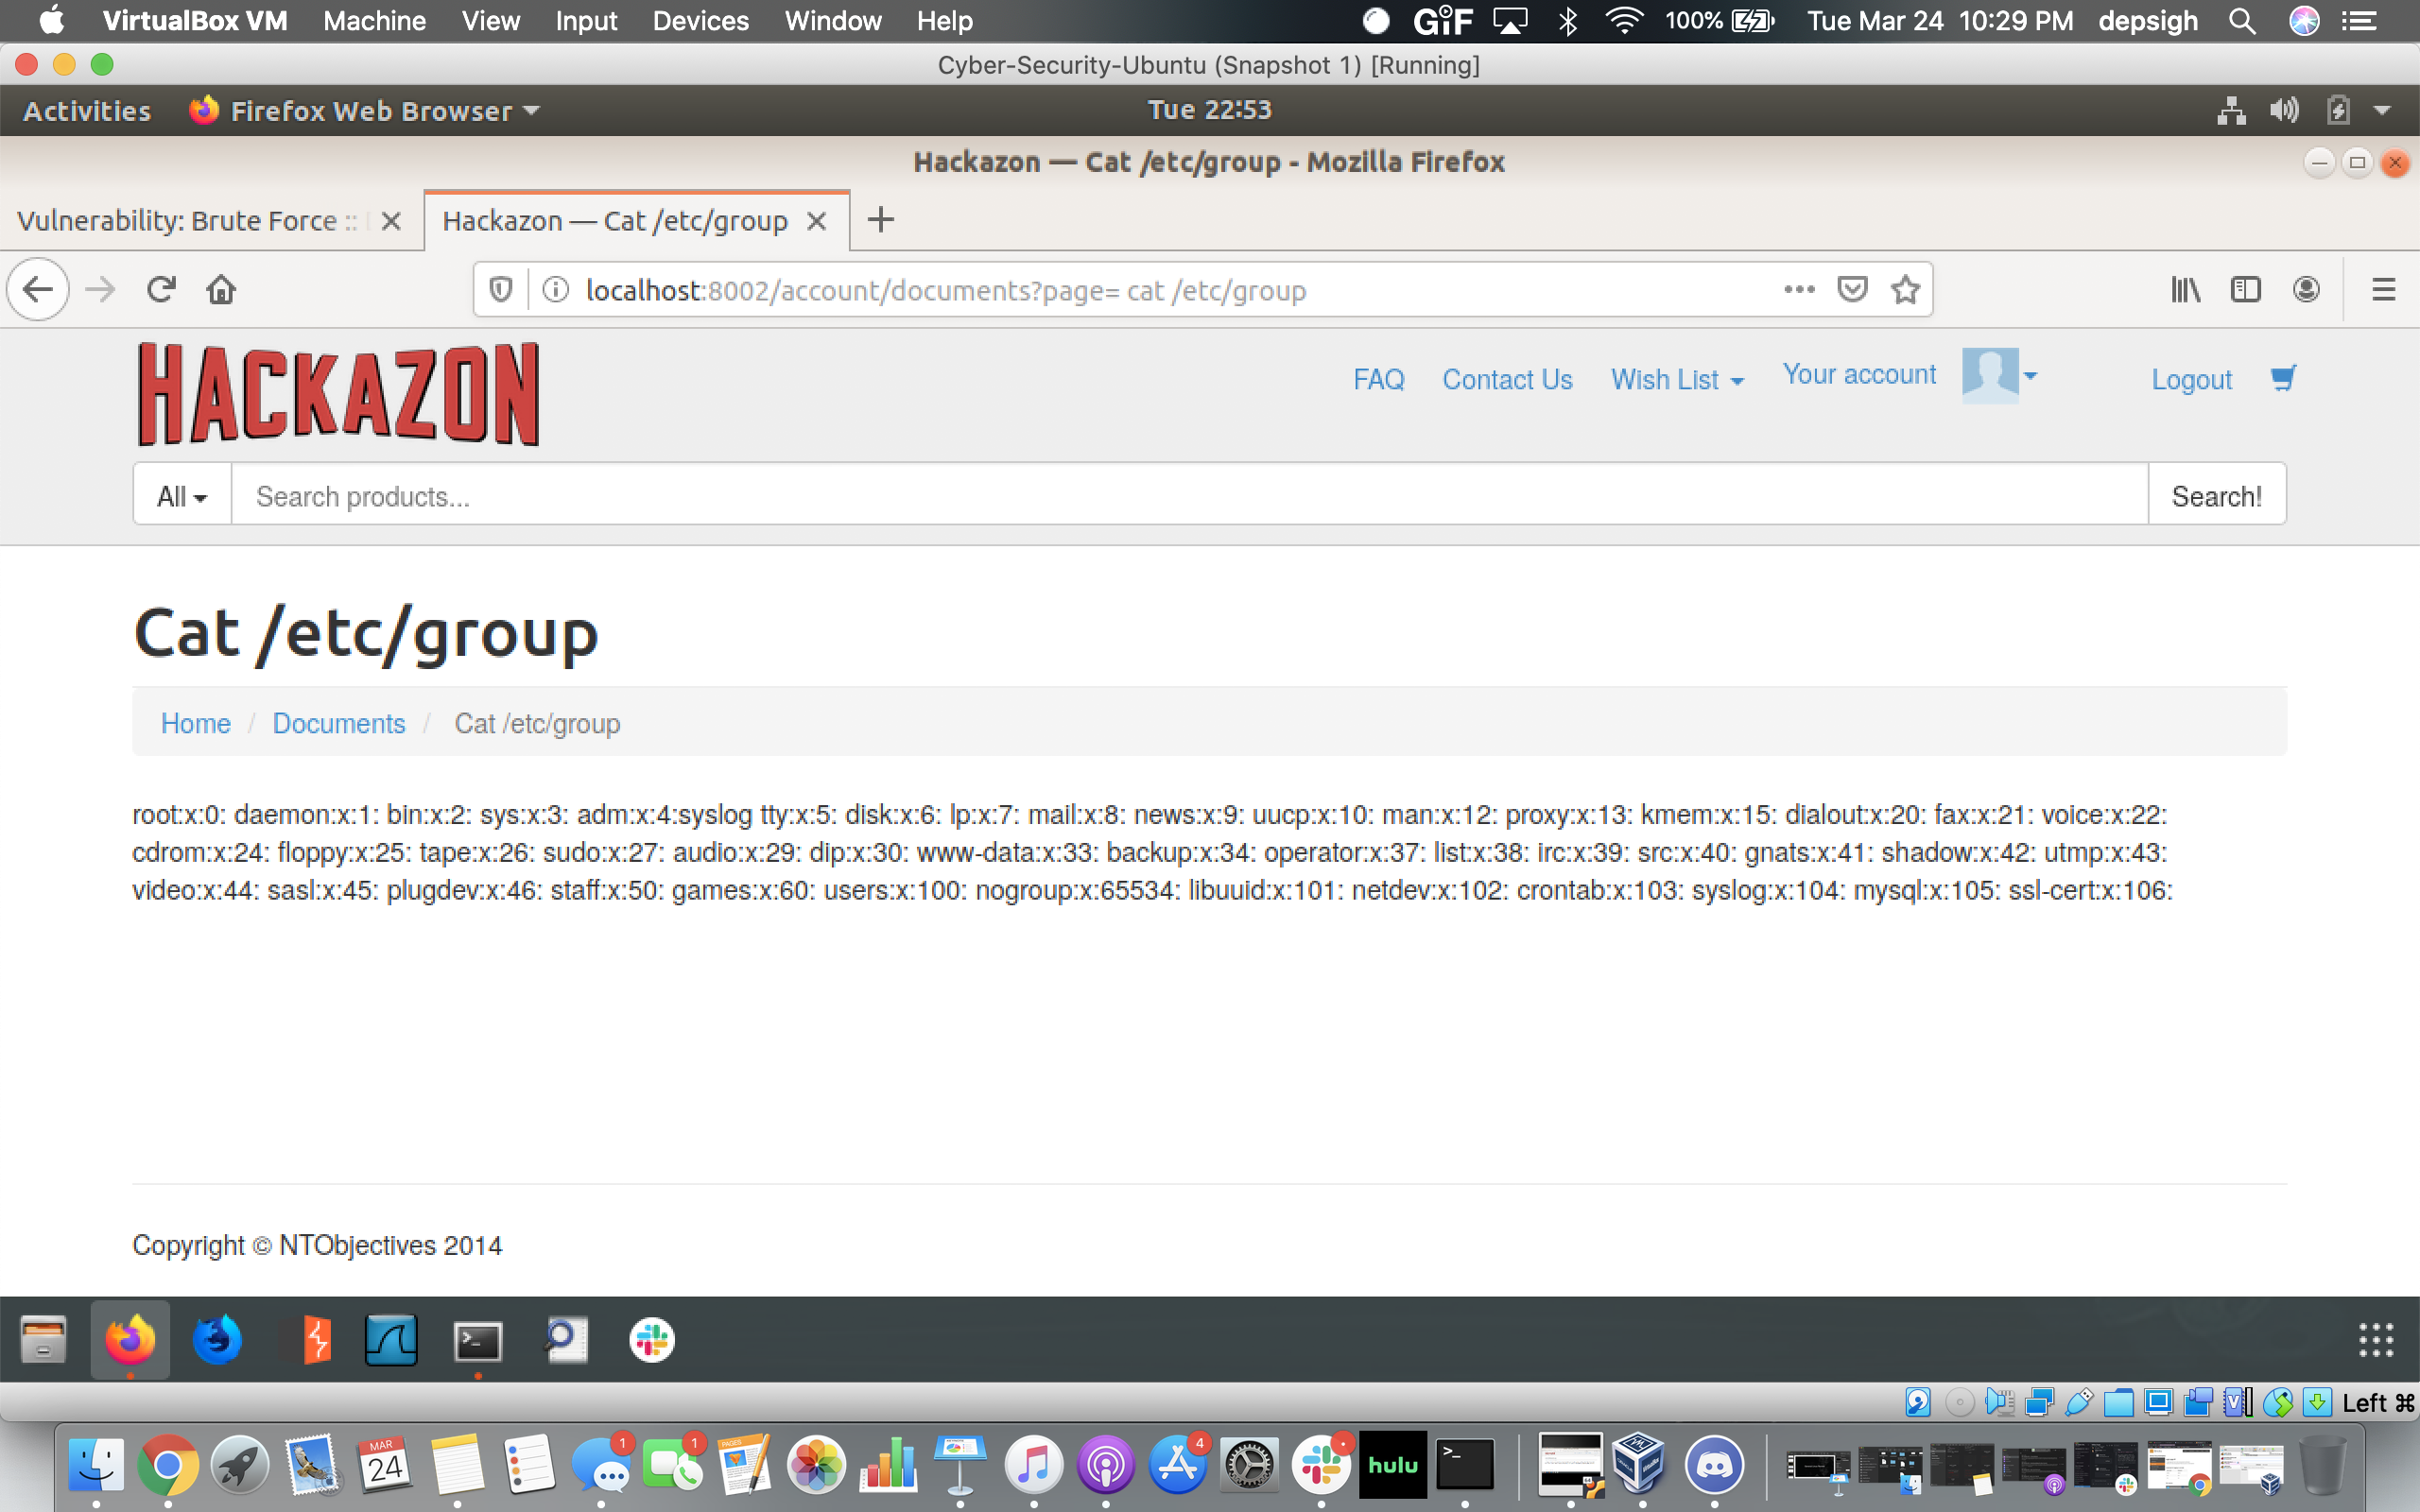 VirtualBox VM Machine View Input Devices Window Help GIF 100% Tue Mar 24 10:29 PM depsigh
Cyber-Security-Ubuntu (Snapshot 1) [Running]
Activities Firefox Web Browser Tue 22:53
Hackazon — Cat /etc/group - Mozilla Firefox
Vulnerability: Brute Force :: Hackazon — Cat /etc/group
localhost:8002/account/documents?page= cat /etc/group
HACKAZON
FAQ Contact Us Wish List Your account Logout
All Search products... Search!
Cat /etc/group
Home / Documents / Cat /etc/group
root:x:0: daemon:x:1: bin:x:2: sys:x:3: adm:x:4:syslog tty:x:5: disk:x:6: lp:x:7: mail:x:8: news:x:9: uucp:x:10: man:x:12: proxy:x:13: kmem:x:15: dialout:x:20: fax:x:21: voice:x:22:
cdrom:x:24: floppy:x:25: tape:x:26: sudo:x:27: audio:x:29: dip:x:30: www-data:x:33: backup:x:34: operator:x:37: list:x:38: irc:x:39: src:x:40: gnats:x:41: shadow:x:42: utmp:x:43:
video:x:44: sasl:x:45: plugdev:x:46: staff:x:50: games:x:60: users:x:100: nogroup:x:65534: libuuid:x:101: netdev:x:102: crontab:x:103: syslog:x:104: mysql:x:105: ssl-cert:x:106:
Copyright © NTObjectives 2014
Left ⌘
MAR
24
1
1
PAGES
4
hulu